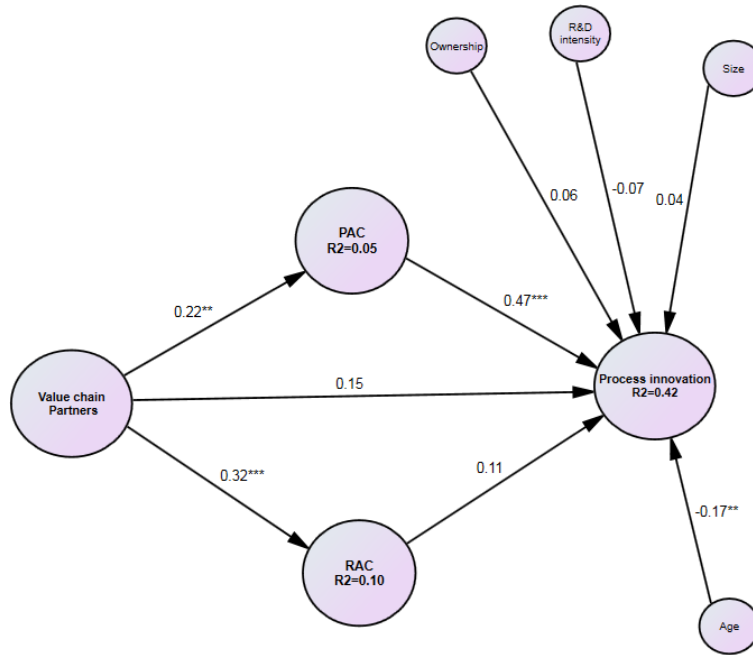 R&D
intensity
Ownership
Size
0.06
-0.07
0.04
PAC
R2=0.05
0.22**
0.47***
Value chain
Partners
0.15
Process innovation
R2=0.42
0.32***
0.11
RAC
R2=0.10
-0.17**
Age